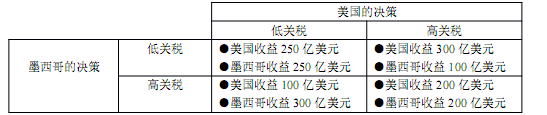 美国的决策
低关税 高关税
墨西哥的决策 低关税 ●美国收益 250 亿美元 ●美国收益 300 亿美元
●墨西哥收益 250 亿美元 ●墨西哥收益 100 亿美元
高关税 ●美国收益 100 亿美元 ●美国收益 200 亿美元
●墨西哥收益 300 亿美元 ●墨西哥收益 200 亿美元